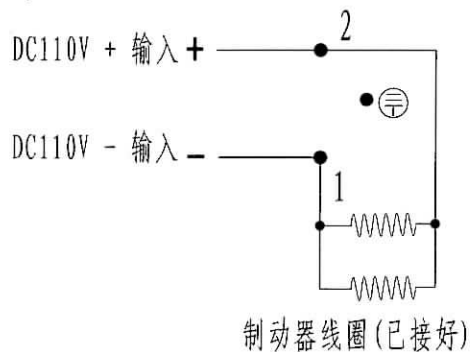 2
DC110V + 输入 +
DC110V - 输入 -
1
制动器线圈(已接好)